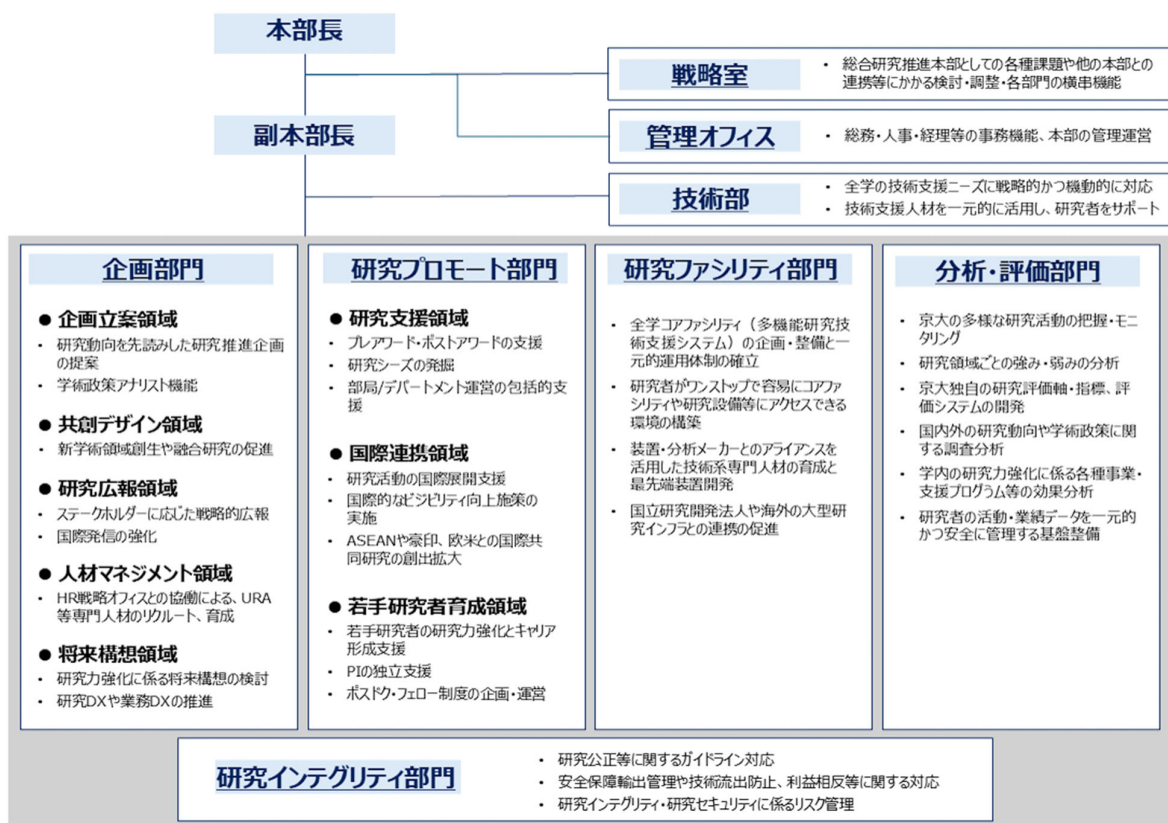 本部長
戦略室
・ 総合研究推進本部としての各種課題や他の本部との
連携等にかかる検討・調整・各部門の横串機能
副本部長
管理オフィス
・ 総務・人事・経理等の事務機能、本部の管理運営
技術部
・ 全学の技術支援ニーズに戦略的かつ機動的に対応
・ 技術支援人材を一元的に活用し、研究者をサポート
企画部門
● 企画立案領域
・ 研究動向を先読みした研究推進企画
の提案
・ 学術政策アナリスト機能
● 共創デザイン領域
・ 新学術領域創生や融合研究の促進
● 研究広報領域
・ ステークホルダーに応じた戦略的広報
・ 国際発信の強化
● 人材マネジメント領域
・ HR戦略オフィスとの協働による、URA
等専門人材のリクルート、育成
● 将来構想領域
・ 研究力強化に係る将来構想の検討
・ 研究DXや業務DXの推進
研究プロモート部門
● 研究支援領域
・ プレアワード・ポストアワードの支援
・ 研究シーズの発掘
・ 部局/デパートメント運営の包括的支
援
● 国際連携領域
・ 研究活動の国際展開支援
・ 国際的なビジビリティ向上施策の
実施
・ ASEANや豪印、欧米との国際共
同研究の創出拡大
● 若手研究者育成領域
・ 若手研究者の研究力強化とキャリア
形成支援
・ PIの独立支援
・ ポスドク・フェロー制度の企画・運営
研究ファシリティ部門
・ 全学コアファシリティ（多機能研究技
術支援システム）の企画・整備と一
元的運用体制の確立
・ 研究者がワンストップで容易にコアファ
シリティや研究設備等にアクセスできる
環境の構築
・ 装置・分析メーカーとのアライアンスを
活用した技術系専門人材の育成と
最先端装置開発
・ 国立研究開発法人や海外の大型研
究インフラとの連携の促進
分析・評価部門
・ 京大の多様な研究活動の把握・モニ
タリング
・ 研究領域ごとの強み・弱みの分析
・ 京大独自の研究評価軸・指標、評
価システムの開発
・ 国内外の研究動向や学術政策に関
する調査分析
・ 学内の研究力強化に係る各種事業・
支援プログラム等の効果分析
・ 研究者の活動・業績データを一元的
かつ安全に管理する基盤整備
研究インテグリティ部門
・ 研究公正等に関するガイドライン対応
・ 安全保障輸出管理や技術流出防止、利益相反等に関する対応
・ 研究インテグリティ・研究セキュリティに係るリスク管理